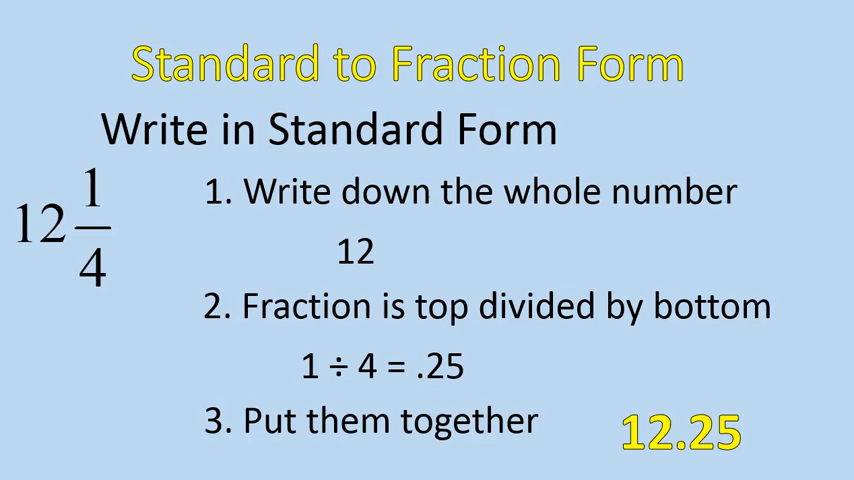 Standard to Fraction Form
Write in Standard Form
12 1/4
1. Write down the whole number
12
2. Fraction is top divided by bottom
1 ÷ 4 = .25
3. Put them together
12.25